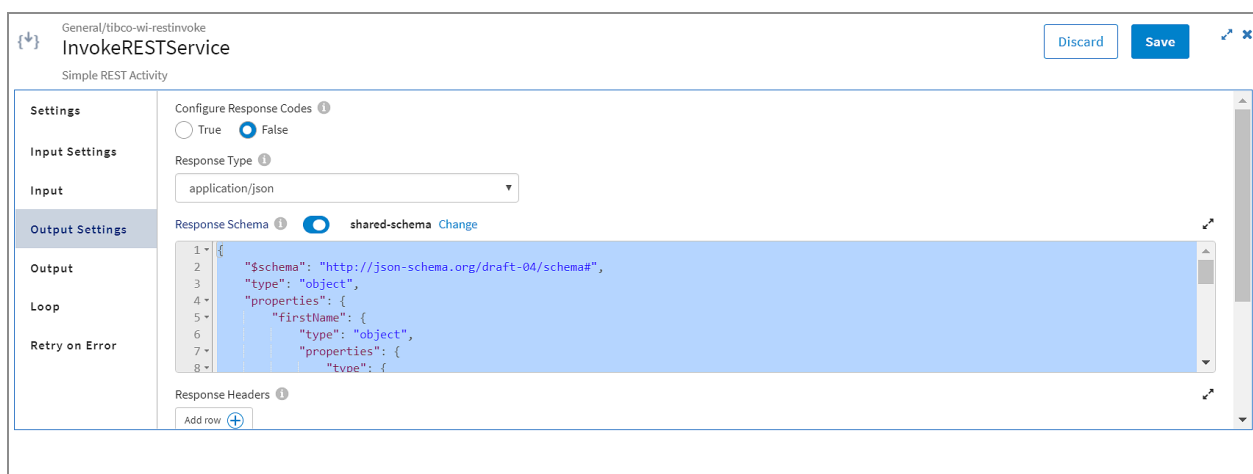 General/tibco-wi-restinvoke
InvokeRESTService
Simple REST Activity
Discard
Save
Settings
Input Settings
Input
Output Settings
Output
Loop
Retry on Error
Configure Response Codes
True False
Response Type
application/json
Response Schema shared-schema Change
1 {
2 "$schema": "http://json-schema.org/draft-04/schema#",
3 "type": "object",
4 "properties": {
5 "firstName": {
6 "type": "object",
7 "properties": {
8 "type": {
Response Headers
Add row